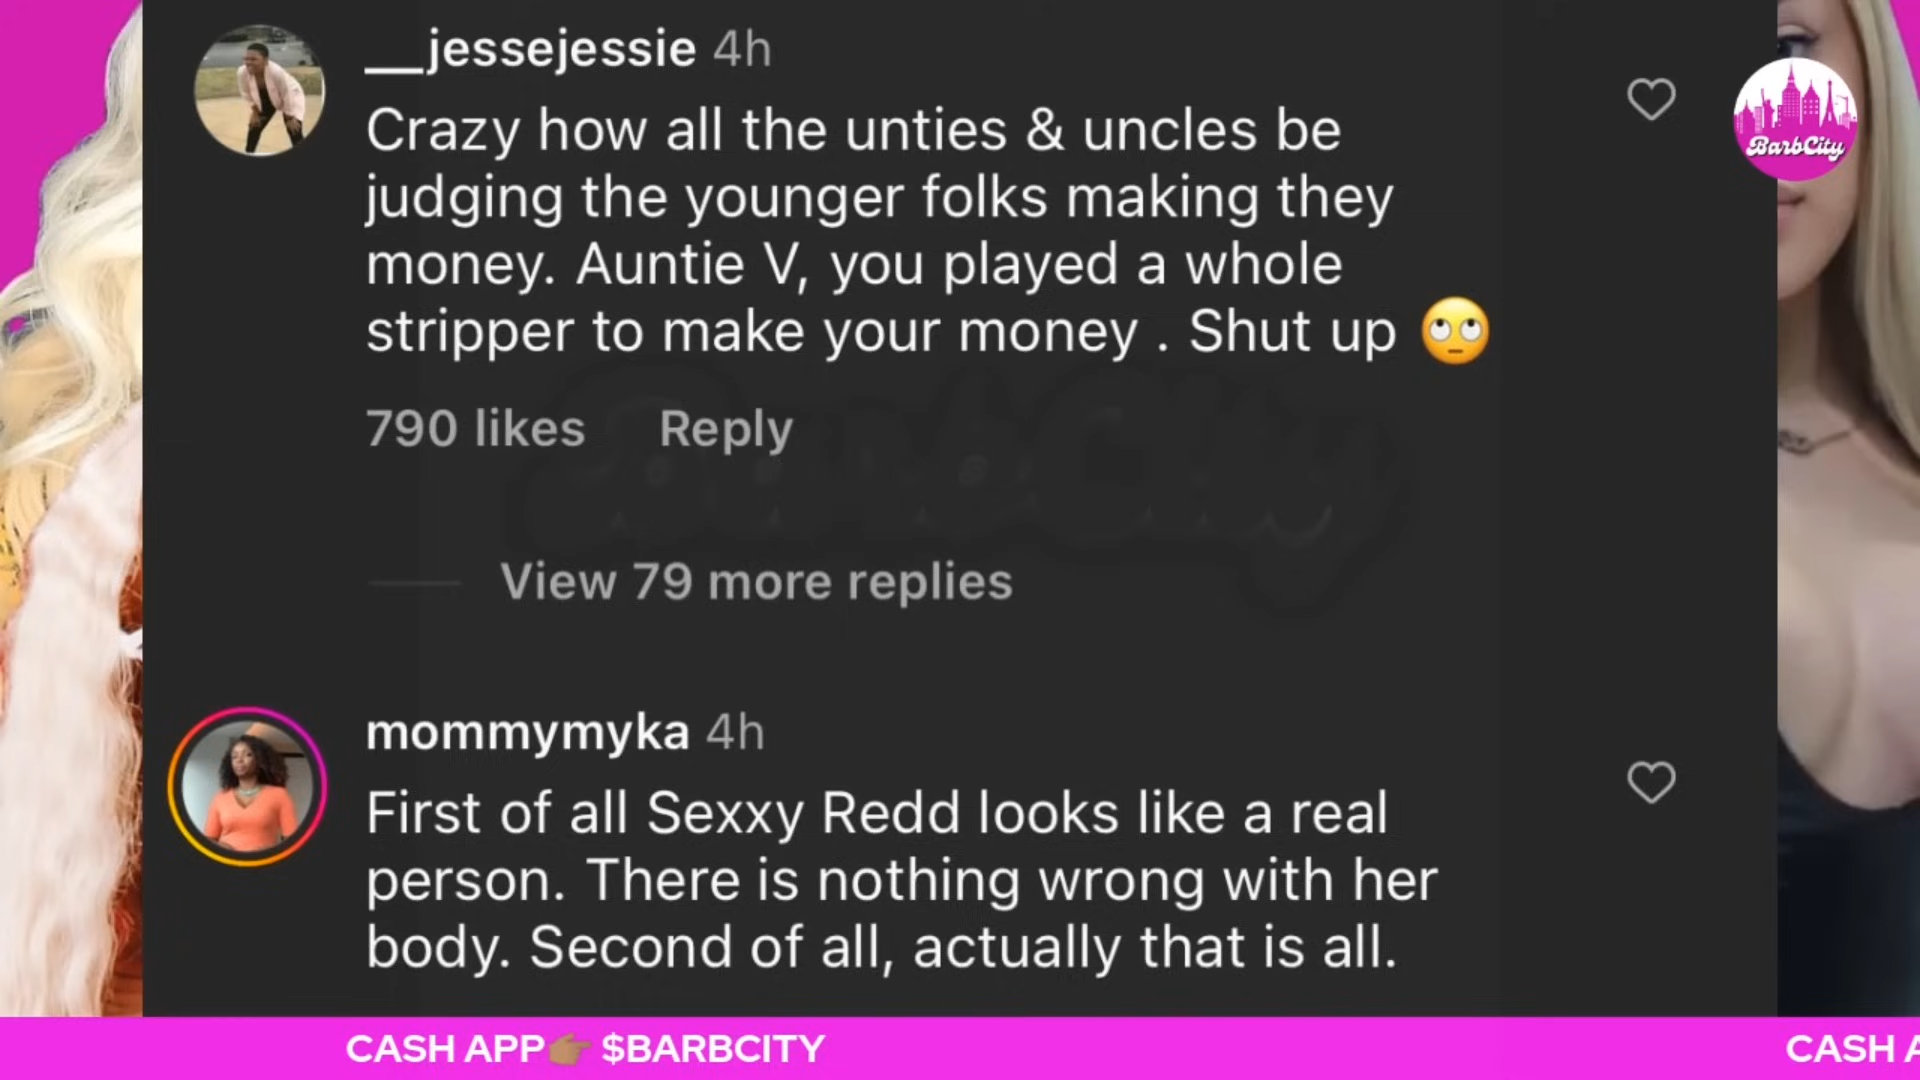 __jessejessie 4h
Crazy how all the unties & uncles be
judging the younger folks making they
money. Auntie V, you played a whole
stripper to make your money . Shut up 🙄
790 likes Reply
View 79 more replies
mommymyka 4h
First of all Sexxy Redd looks like a real
person. There is nothing wrong with her
body. Second of all, actually that is all.
BarbCity
BarbCity
CASH APP👉🏽 $BARBCITY
CASH A